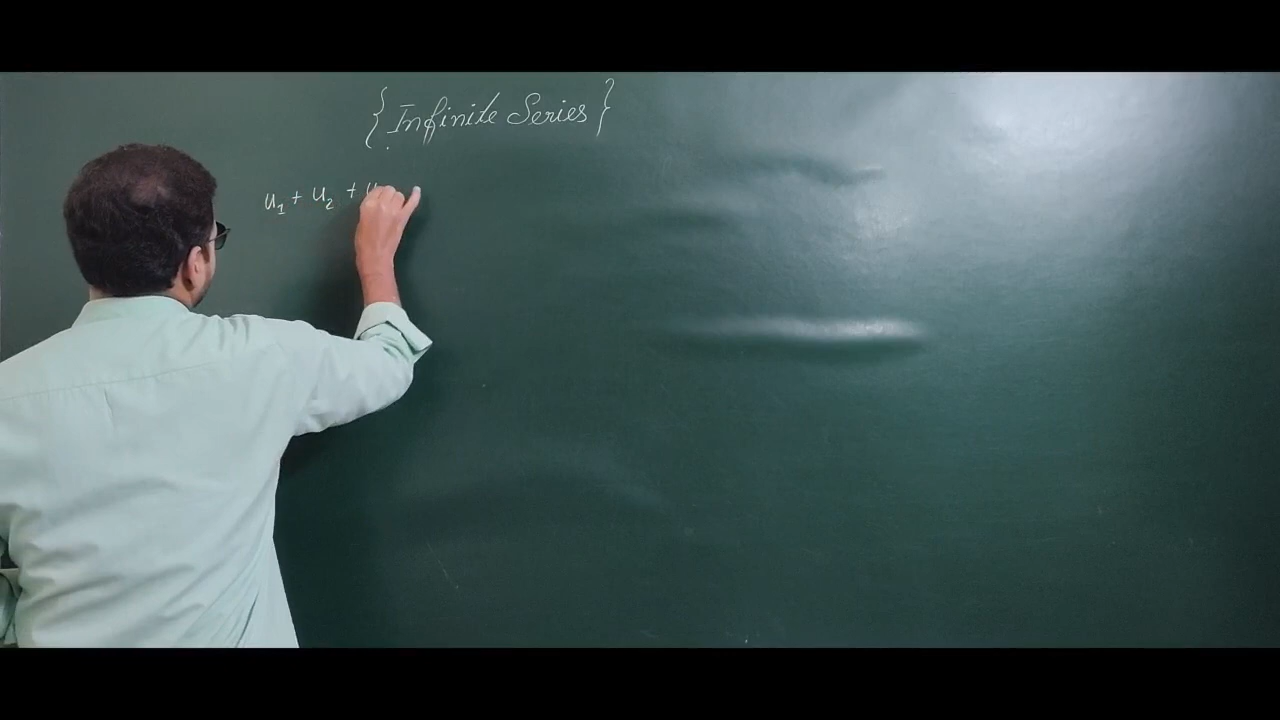 {Infinite Series}
u₁ + u₂ + u